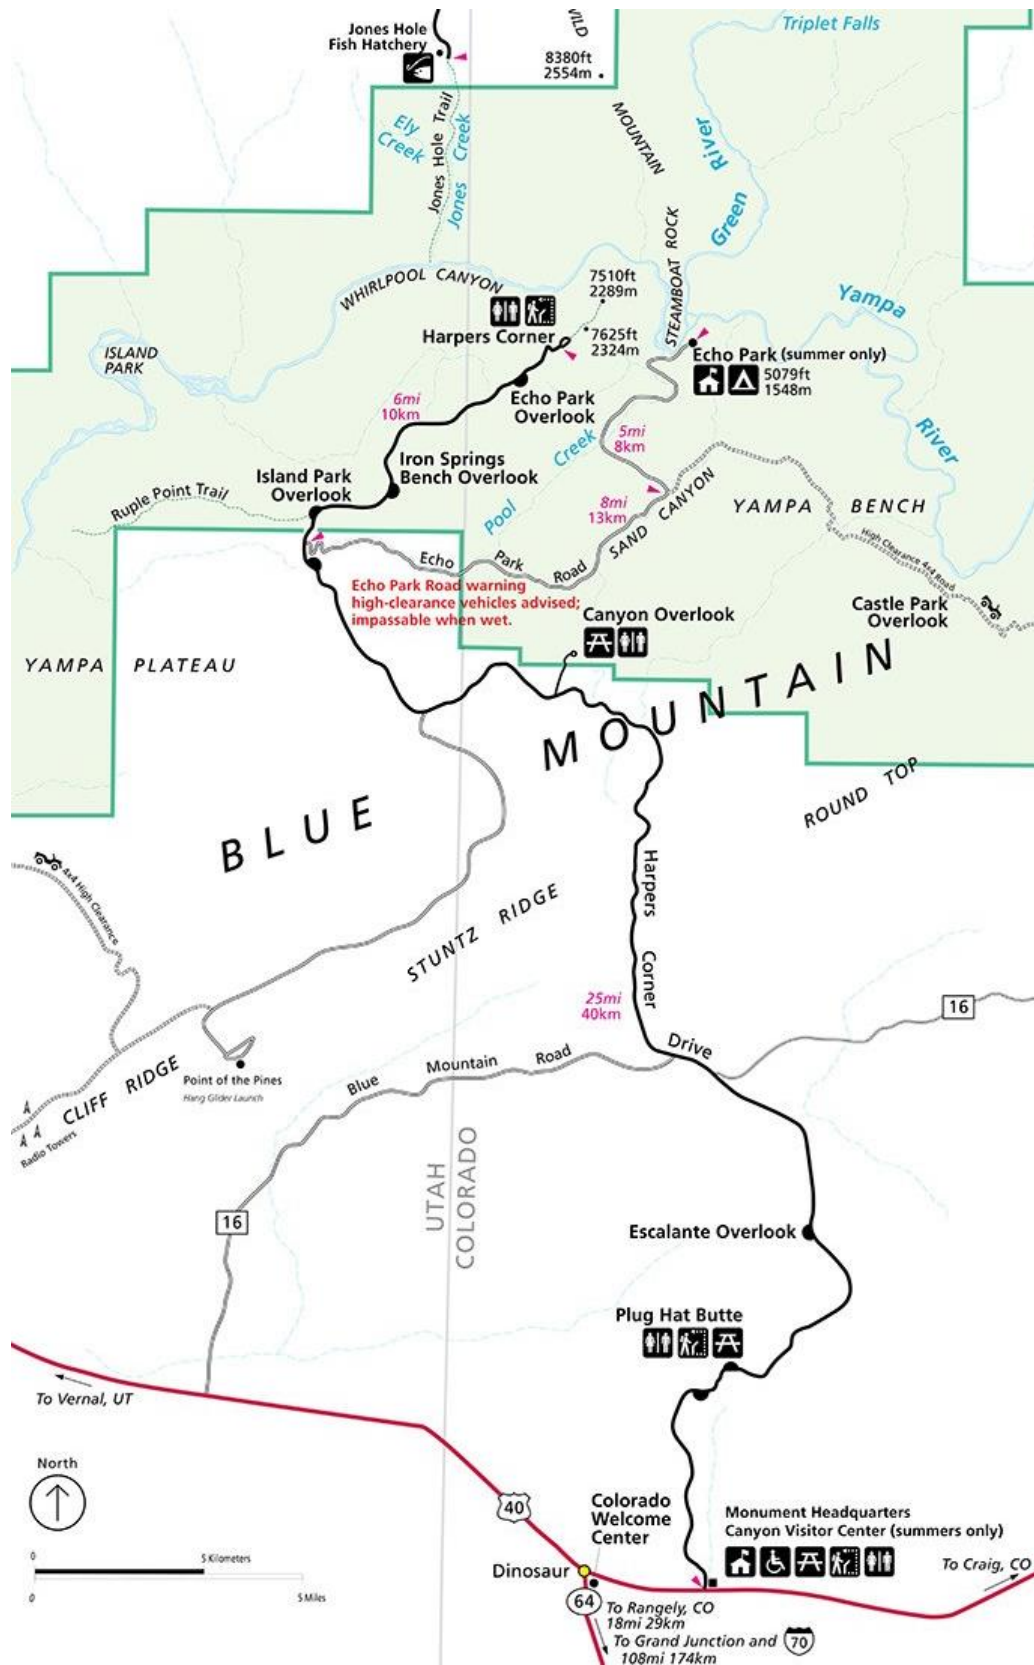 Jones Hole
Fish Hatchery
WILD
Triplet Falls
8380ft
2554m
MOUNTAIN
Ely
Creek
Jones Hole Trail
Jones Creek
River
Green
STEAMBOAT ROCK
WHIRLPOOL CANYON
7510ft
2289m
Yampa
River
Harpers Corner
7625ft
2324m
ISLAND
PARK
Echo Park (summer only)
5079ft
1548m
6mi
10km
Echo Park
Overlook
Creek
Pool
5mi
8km
Iron Springs
Bench Overlook
Island Park
Overlook
Ruple Point Trail
8mi
13km
SAND CANYON
YAMPA BENCH
High Clearance 4x4 Road
Echo Park Road
Echo Park Road warning
high-clearance vehicles advised;
impassable when wet.
Canyon Overlook
Castle Park
Overlook
YAMPA PLATEAU
BLUE MOUNTAIN
ROUND TOP
4x4 High Clearance
Harpers Corner Drive
STUNTZ RIDGE
25mi
40km
16
Point of the Pines
Hang Glider Launch
CLIFF RIDGE
Radio Towers
Blue Mountain Road
UTAH
COLORADO
16
Escalante Overlook
Plug Hat Butte
To Vernal, UT
North
0 5 Kilometers
0 5 Miles
40
Colorado
Welcome
Center
Monument Headquarters
Canyon Visitor Center (summers only)
Dinosaur
To Craig, CO
64
To Rangely, CO
18mi 29km
To Grand Junction and 70
108mi 174km